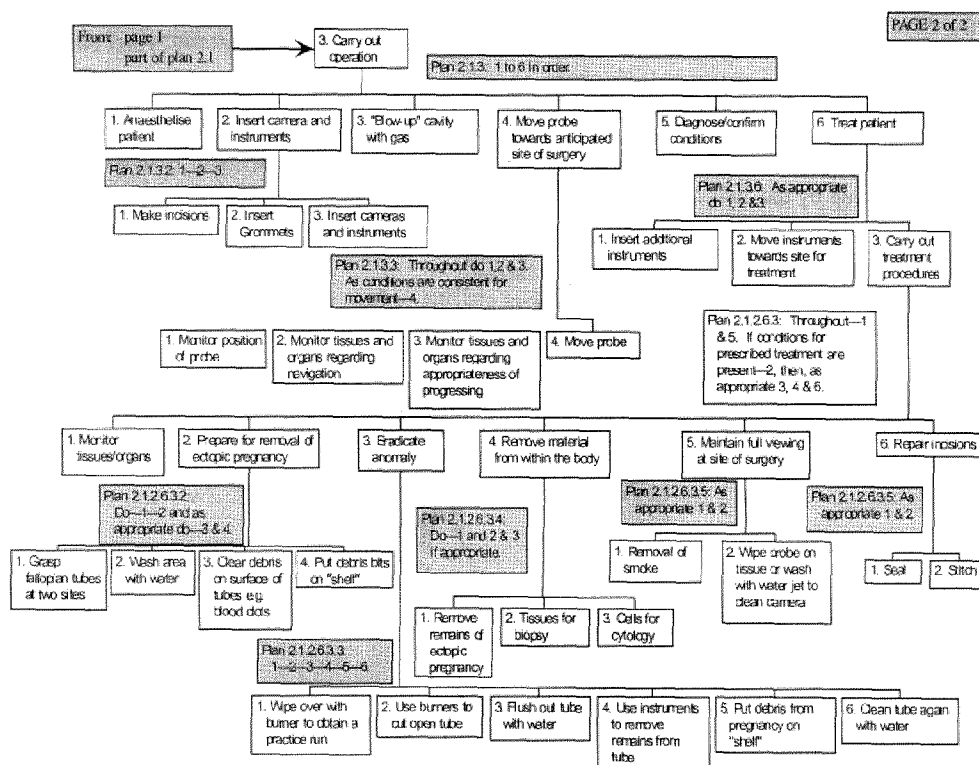 From: page 1
part of plan 2.1
PAGE 2 of 2
3. Carry out
operation
Plan 2.1.3: 1 to 6 in order
1. Anaesthetise
patient
2. Insert camera and
instruments
3. "Blow-up" cavity
with gas
4. Move probe
towards anticipated
site of surgery
5. Diagnose/confirm
conditions
6. Treat patient
Plan 2.1.3.2: 1—2—3.
Plan 2.1.3.6: As appropriate
do 1, 2 & 3
1. Make incisions
2. Insert
Grommets
3. Insert cameras
and instruments
1. Insert additional
instruments
2. Move instruments
towards site for
treatment
3. Carry out
treatment
procedures
Plan 2.1.3.3: Throughout do 1, 2 & 3.
As conditions are consistent for
movement—4.
Plan 2.1.2.6.3: Throughout—1
& 5. If conditions for
prescribed treatment are
present—2, then, as
appropriate 3, 4 & 6.
1. Monitor position
of probe
2. Monitor tissues and
organs regarding
navigation
3. Monitor tissues and
organs regarding
appropriateness of
progressing
4. Move probe
1. Monitor
tissues/organs
2. Prepare for removal of
ectopic pregnancy
3. Eradicate
anomaly
4. Remove material
from within the body
5. Maintain full viewing
at site of surgery
6. Repair incisions
Plan 2.1.2.6.3.2:
Do—1—2 and as
appropriate do—3 & 4.
Plan 2.1.2.6.3.4:
Do—1 and 2 & 3
if appropriate.
Plan 2.1.2.6.3.5: As
appropriate 1 & 2.
Plan 2.1.2.6.3.5: As
appropriate 1 & 2.
1. Grasp
fallopian tubes
at two sites
2. Wash area
with water
3. Clear debris
on surface of
tubes e.g.
blood clots
4. Put debris bits
on "shelf"
1. Removal of
smoke
2. Wipe probe on
tissue or wash
with water jet to
clean camera
1. Seal
2. Stitch
1. Remove
remains of
ectopic
pregnancy
2. Tissues for
biopsy
3. Cells for
cytology
Plan 2.1.2.6.3.3:
1—2—3—4—5—6.
1. Wipe over with
burner to obtain a
practice run
2. Use burners to
cut open tube
3. Flush out tube
with water
4. Use instruments
to remove
remains from
tube
5. Put debris from
pregnancy on
"shelf"
6. Clean tube again
with water